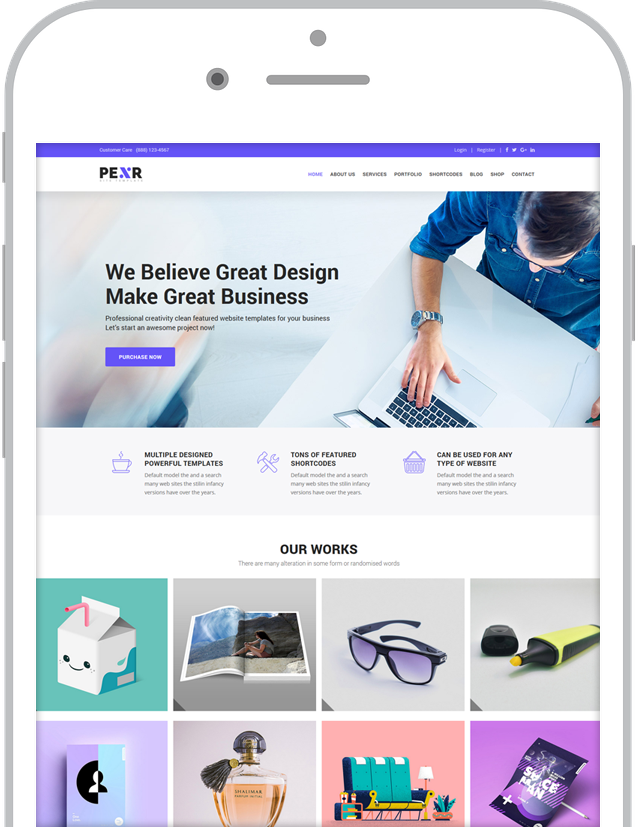 Customer Care (888) 123-4567
Login | Register |
PEXR
HOME ABOUT US SERVICES PORTFOLIO SHORTCODES BLOG SHOP CONTACT
We Believe Great Design
Make Great Business
Professional creativity clean featured website templates for your business
Let's start an awesome project now!
PURCHASE NOW
MULTIPLE DESIGNED
POWERFUL TEMPLATES
Default model the and a search
many web sites the stilin infancy
versions have over the years.
TONS OF FEATURED
SHORTCODES
Default model the and a search
many web sites the stilin infancy
versions have over the years.
CAN BE USED FOR ANY
TYPE OF WEBSITE
Default model the and a search
many web sites the stilin infancy
versions have over the years.
OUR WORKS
There are many alteration in some form or randomised words
SHALIMAR
PARFUM INITIAL
SPACE
MAN